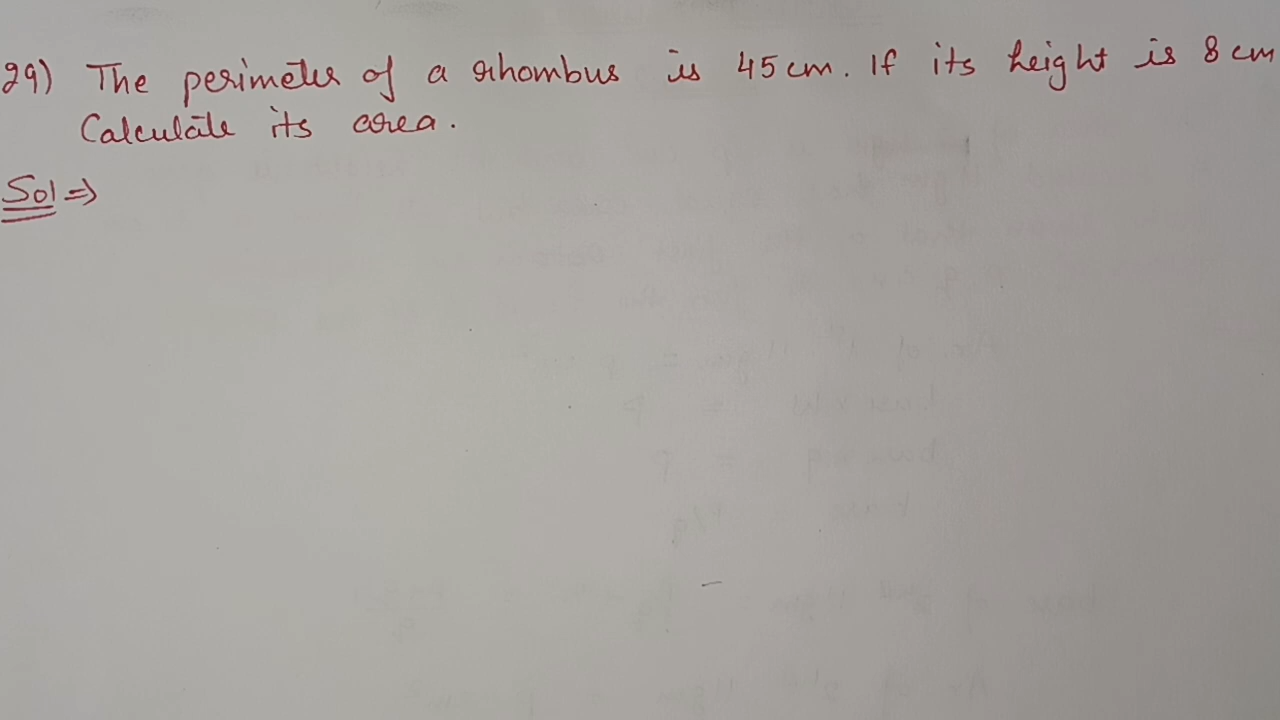 29) The perimeter of a rhombus is 45 cm. If its height is 8 cm
Calculate its area.
Sol ⇒